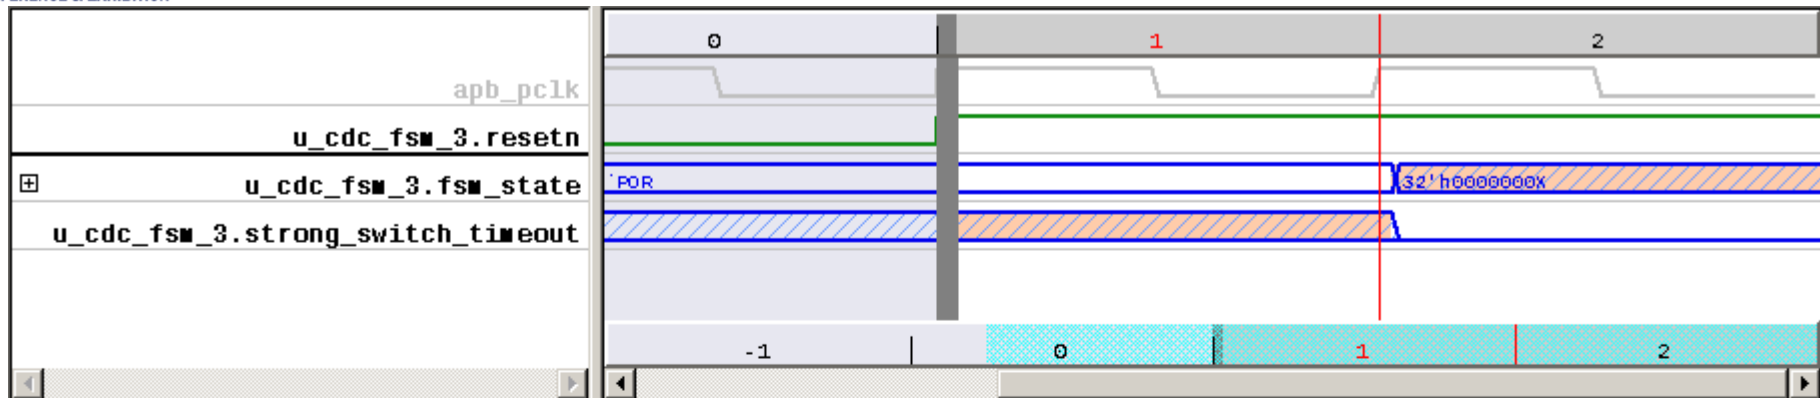 0 1 2
apb_pclk
u_cdc_fsm_3.resetn
u_cdc_fsm_3.fsm_state `POR 32'h0000000X
u_cdc_fsm_3.strong_switch_timeout
-1 0 1 2